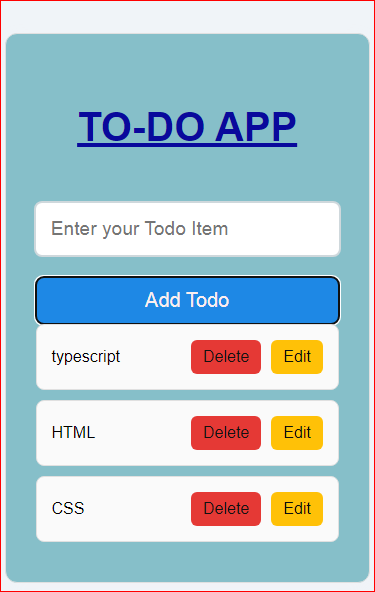 TO-DO APP
Enter your Todo Item
Add Todo
typescript Delete Edit
HTML Delete Edit
CSS Delete Edit